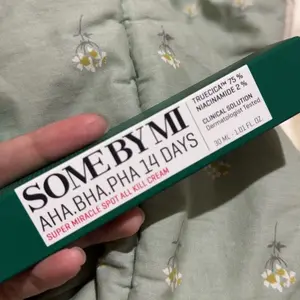 SOME BY MI
AHA.BHA.PHA 14 DAYS
SUPER MIRACLE SPOT ALL KILL CREAM
TRUECICA™ 75 %
NIACINAMIDE 2 %
CLINICAL SOLUTION
Dermatologist Tested
30 ML · 1.01 FL. OZ.